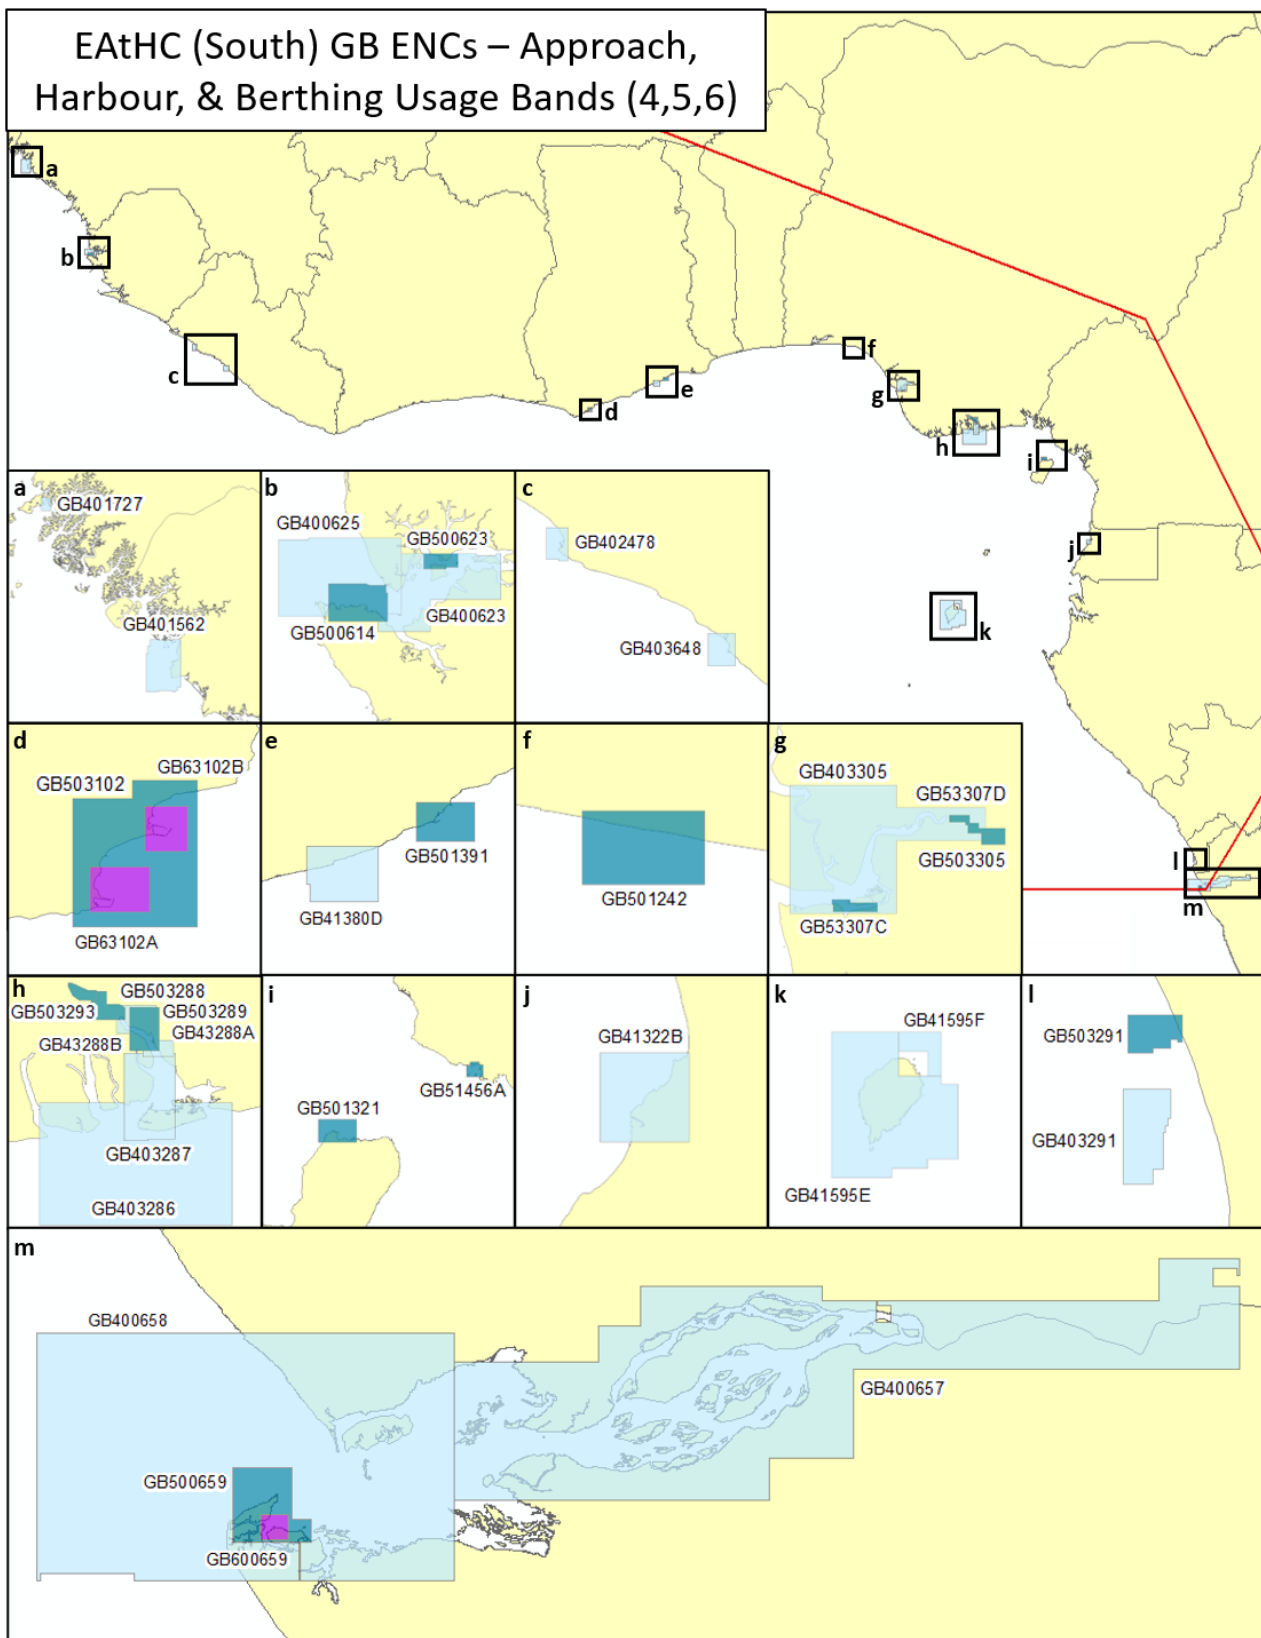 EAtHC (South) GB ENCs – Approach,
Harbour, & Berthing Usage Bands (4,5,6)
a
b
c
d
e
f
g
h
i
j
k
l
m
a
GB401727
GB401562
b
GB400625
GB500623
GB400623
GB500614
c
GB402478
GB403648
d
GB63102B
GB503102
GB63102A
e
GB501391
GB41380D
f
GB501242
g
GB403305
GB53307D
GB503305
GB53307C
h
GB503288
GB503293
GB503289
GB43288A
GB43288B
GB403287
GB403286
i
GB51456A
GB501321
j
GB41322B
k
GB41595F
GB41595E
l
GB503291
GB403291
m
GB400658
GB400657
GB500659
GB600659